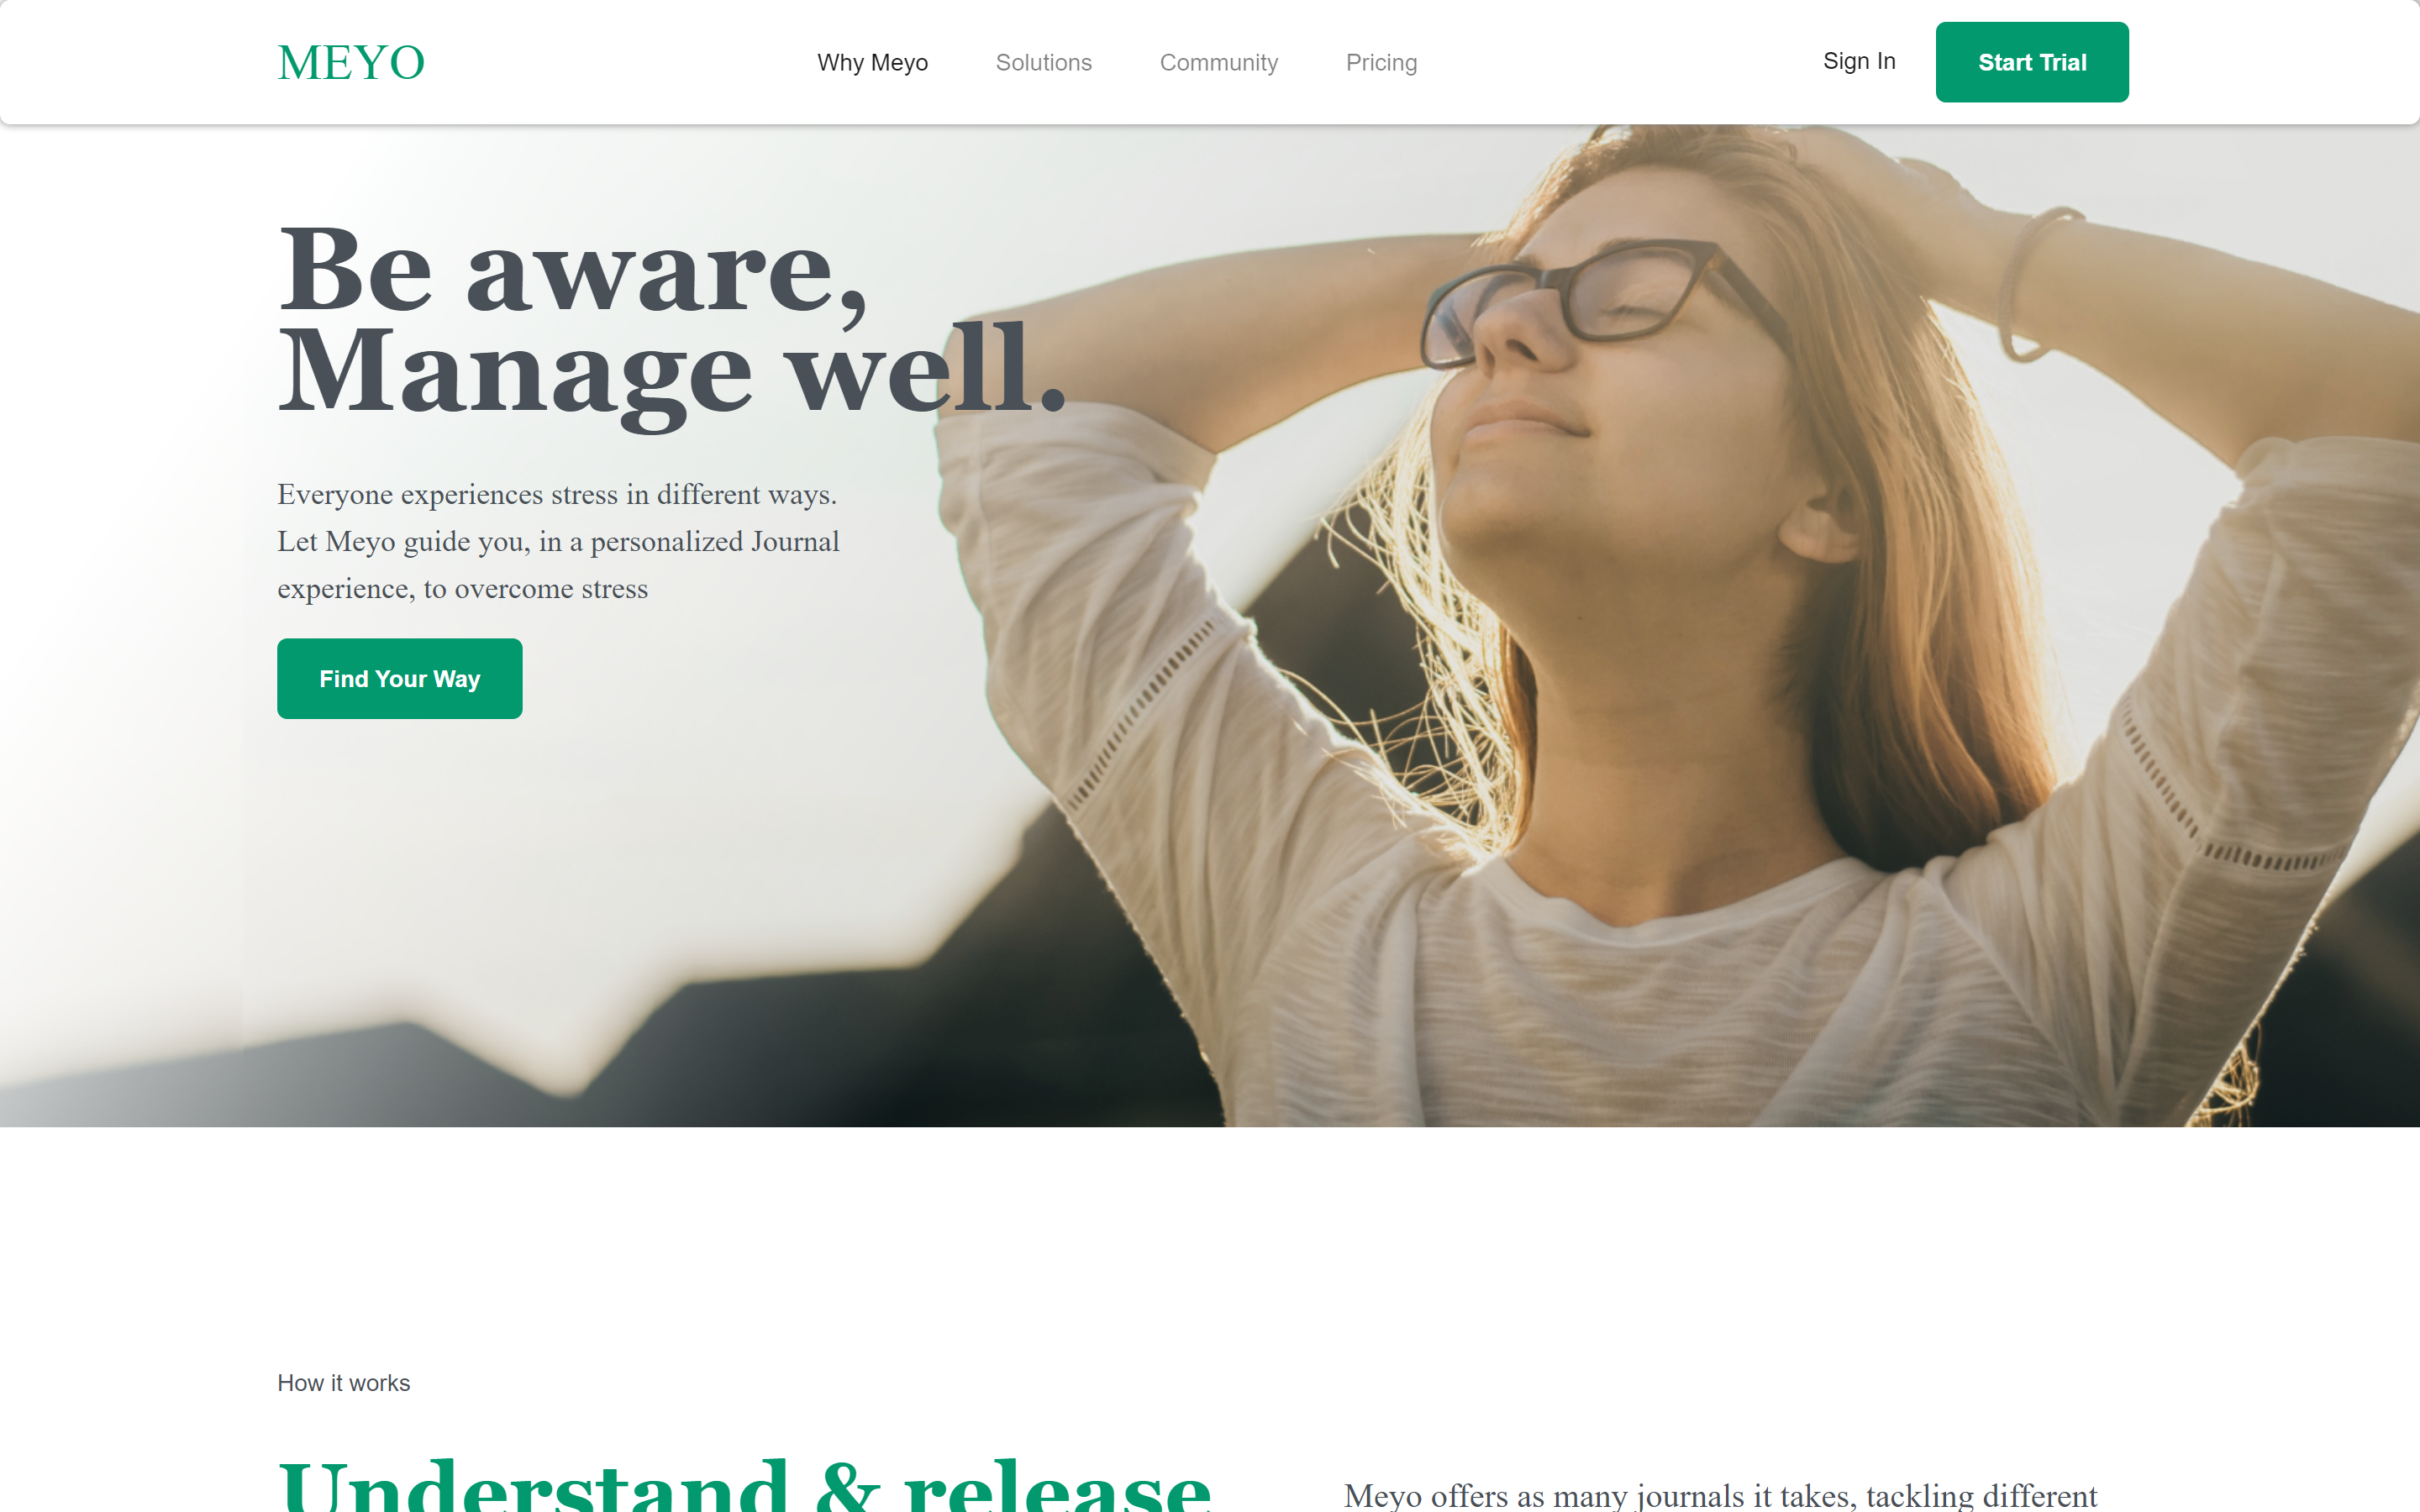 MEYO
Why Meyo
Solutions
Community
Pricing
Sign In
Start Trial
Be aware,
Manage well.
Everyone experiences stress in different ways.
Let Meyo guide you, in a personalized Journal
experience, to overcome stress
Find Your Way
How it works
Understand & release
Meyo offers as many journals it takes, tackling different